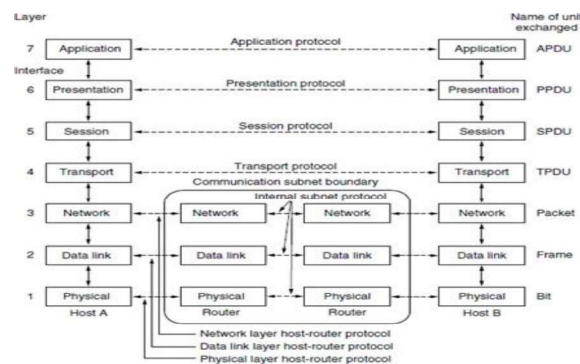 Layer
Name of unit
exchanged
7 Application Application protocol Application APDU
Interface
6 Presentation Presentation protocol Presentation PPDU
5 Session Session protocol Session SPDU
4 Transport Transport protocol Transport TPDU
Communication subnet boundary
Internal subnet protocol
3 Network Network Network Network Packet
2 Data link Data link Data link Data link Frame
1 Physical Physical Physical Physical Bit
Host A Router Router Host B
Network layer host-router protocol
Data link layer host-router protocol
Physical layer host-router protocol